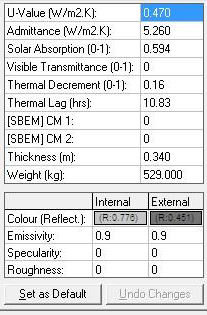 U-Value (W/m2.K): 0.470
Admittance (W/m2.K): 5.260
Solar Absorption (0-1): 0.594
Visible Transmittance (0-1): 0
Thermal Decrement (0-1): 0.16
Thermal Lag (hrs): 10.83
[SBEM] CM 1: 0
[SBEM] CM 2: 0
Thickness (m): 0.340
Weight (kg): 529.000
Internal External
Colour (Reflect.): (R:0.776) (R:0.451)
Emissivity: 0.9 0.9
Specularity: 0 0
Roughness: 0 0
Set as Default Undo Changes